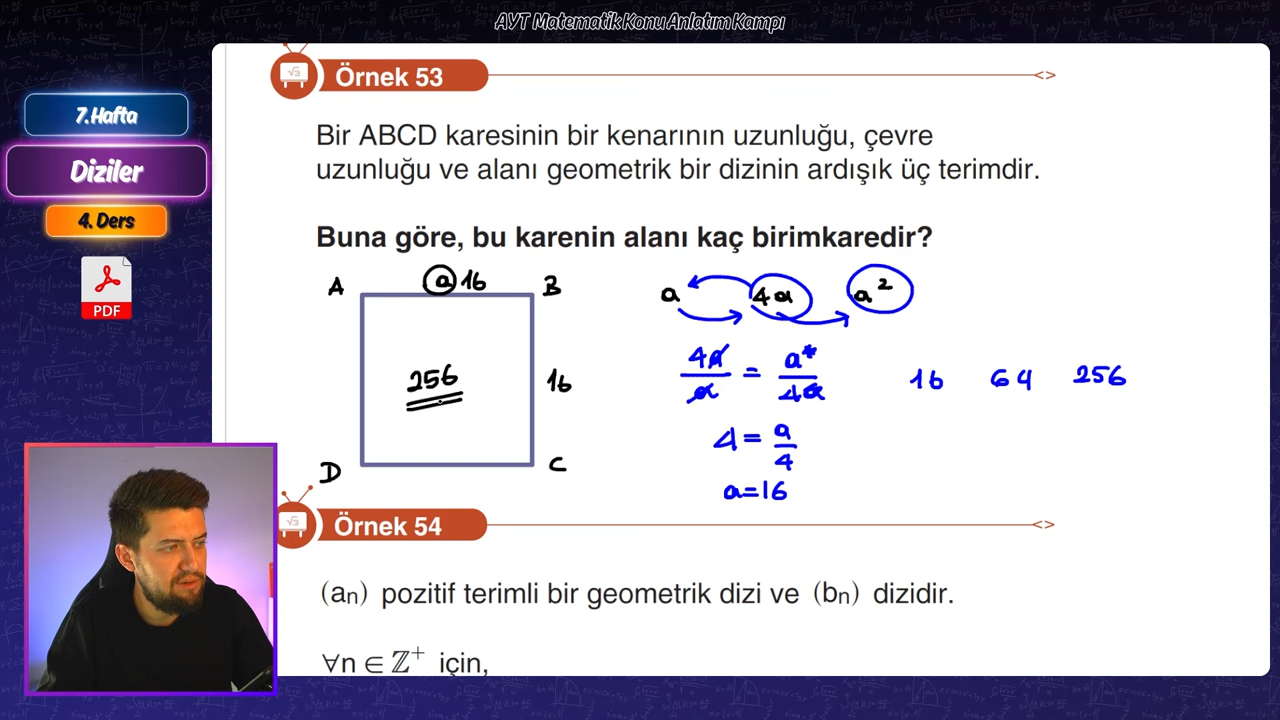 AYT Matematik Konu Anlatım Kampı
7.Hafta
Diziler
4. Ders
PDF
√3 Örnek 53 <>
Bir ABCD karesinin bir kenarının uzunluğu, çevre
uzunluğu ve alanı geometrik bir dizinin ardışık üç terimdir.
Buna göre, bu karenin alanı kaç birimkaredir?
A a 16 B
a 4a a²
4a/a = a²/4a
256 16
16 64 256
4 = a/4
D C
a=16
√3 Örnek 54 <>
(an) pozitif terimli bir geometrik dizi ve (bn) dizidir.
∀n ∈ ℤ⁺ için,